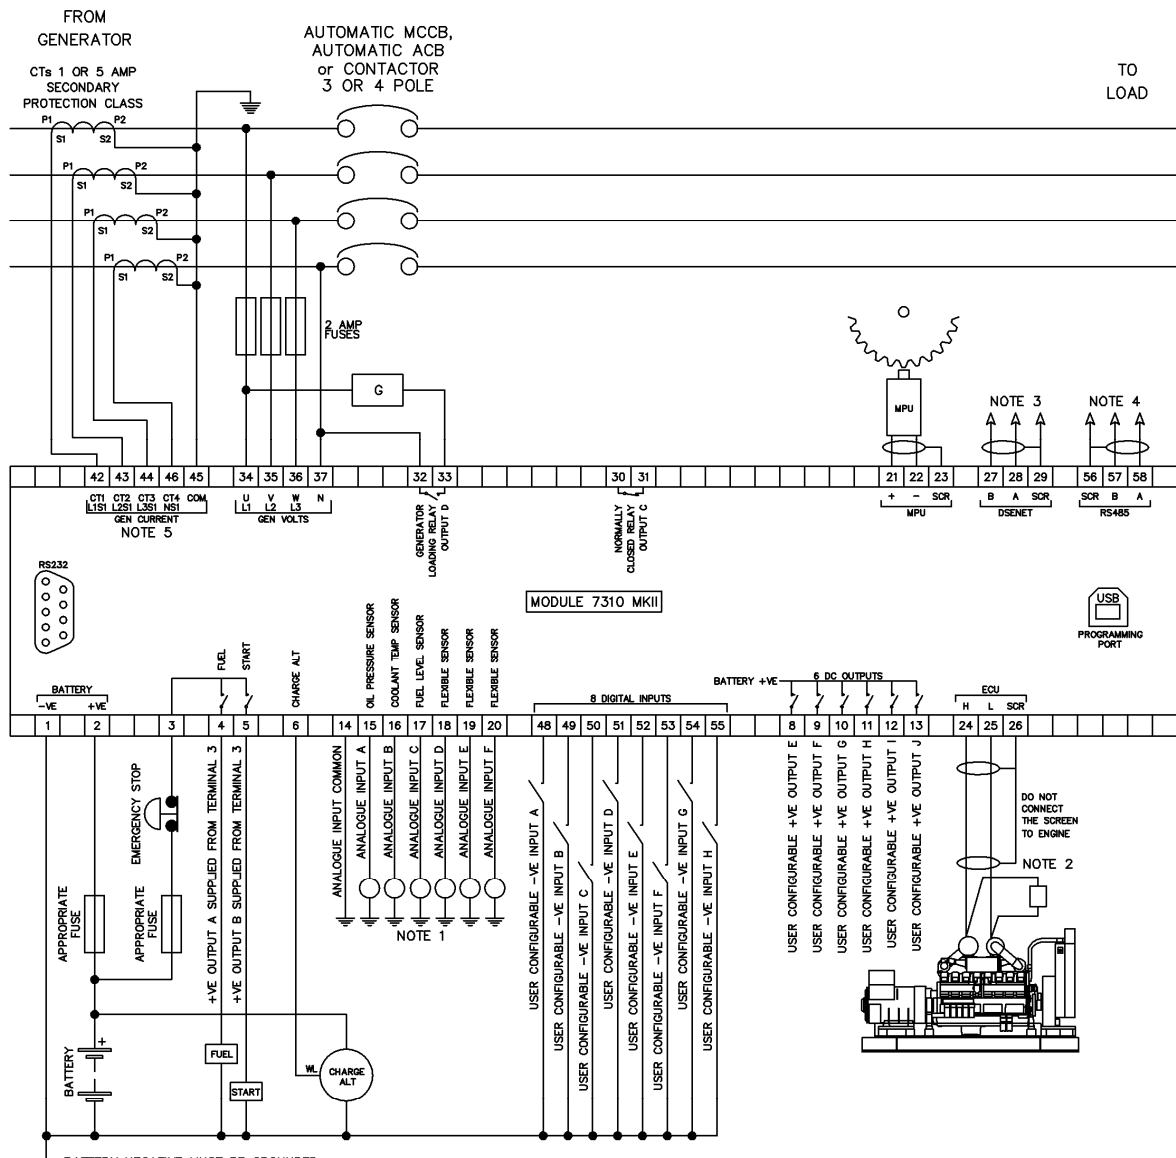 FROM
GENERATOR
CTs 1 OR 5 AMP
SECONDARY
PROTECTION CLASS
AUTOMATIC MCCB,
AUTOMATIC ACB
or CONTACTOR
3 OR 4 POLE
TO
LOAD
P1 P2
S1 S2
P1 P2
S1 S2
P1 P2
S1 S2
P1 P2
S1 S2
2 AMP
FUSES
G
MPU
NOTE 3
NOTE 4
42 43 44 46 45 34 35 36 37 32 33 30 31 21 22 23 27 28 29 56 57 58
CT1 CT2 CT3 CT4 COM
L1S1 L2S1 L3S1 NS1
GEN CURRENT
NOTE 5
U V W N
L1 L2 L3
GEN VOLTS
GENERATOR
LOADING RELAY
OUTPUT D
NORMALLY
CLOSED RELAY
OUTPUT C
+ - SCR
MPU
B A SCR
DSENET
SCR B A
RS485
RS232
MODULE 7310 MKII
USB
PROGRAMMING
PORT
BATTERY
-VE +VE
FUEL
START
CHARGE ALT
OIL PRESSURE SENSOR
COOLANT TEMP SENSOR
FUEL LEVEL SENSOR
FLEXIBLE SENSOR
FLEXIBLE SENSOR
FLEXIBLE SENSOR
8 DIGITAL INPUTS
BATTERY +VE
6 DC OUTPUTS
ECU
H L SCR
1 2 3 4 5 6 14 15 16 17 18 19 20 48 49 50 51 52 53 54 55 8 9 10 11 12 13 24 25 26
EMERGENCY STOP
+VE OUTPUT A SUPPLIED FROM TERMINAL 3
+VE OUTPUT B SUPPLIED FROM TERMINAL 3
ANALOGUE INPUT COMMON
ANALOGUE INPUT A
ANALOGUE INPUT B
ANALOGUE INPUT C
ANALOGUE INPUT D
ANALOGUE INPUT E
ANALOGUE INPUT F
NOTE 1
USER CONFIGURABLE -VE INPUT A
USER CONFIGURABLE -VE INPUT B
USER CONFIGURABLE -VE INPUT C
USER CONFIGURABLE -VE INPUT D
USER CONFIGURABLE -VE INPUT E
USER CONFIGURABLE -VE INPUT F
USER CONFIGURABLE -VE INPUT G
USER CONFIGURABLE -VE INPUT H
USER CONFIGURABLE +VE OUTPUT E
USER CONFIGURABLE +VE OUTPUT F
USER CONFIGURABLE +VE OUTPUT G
USER CONFIGURABLE +VE OUTPUT H
USER CONFIGURABLE +VE OUTPUT I
USER CONFIGURABLE +VE OUTPUT J
DO NOT
CONNECT
THE SCREEN
TO ENGINE
NOTE 2
APPROPRIATE
FUSE
APPROPRIATE
FUSE
BATTERY
+
FUEL
START
WL
CHARGE
ALT